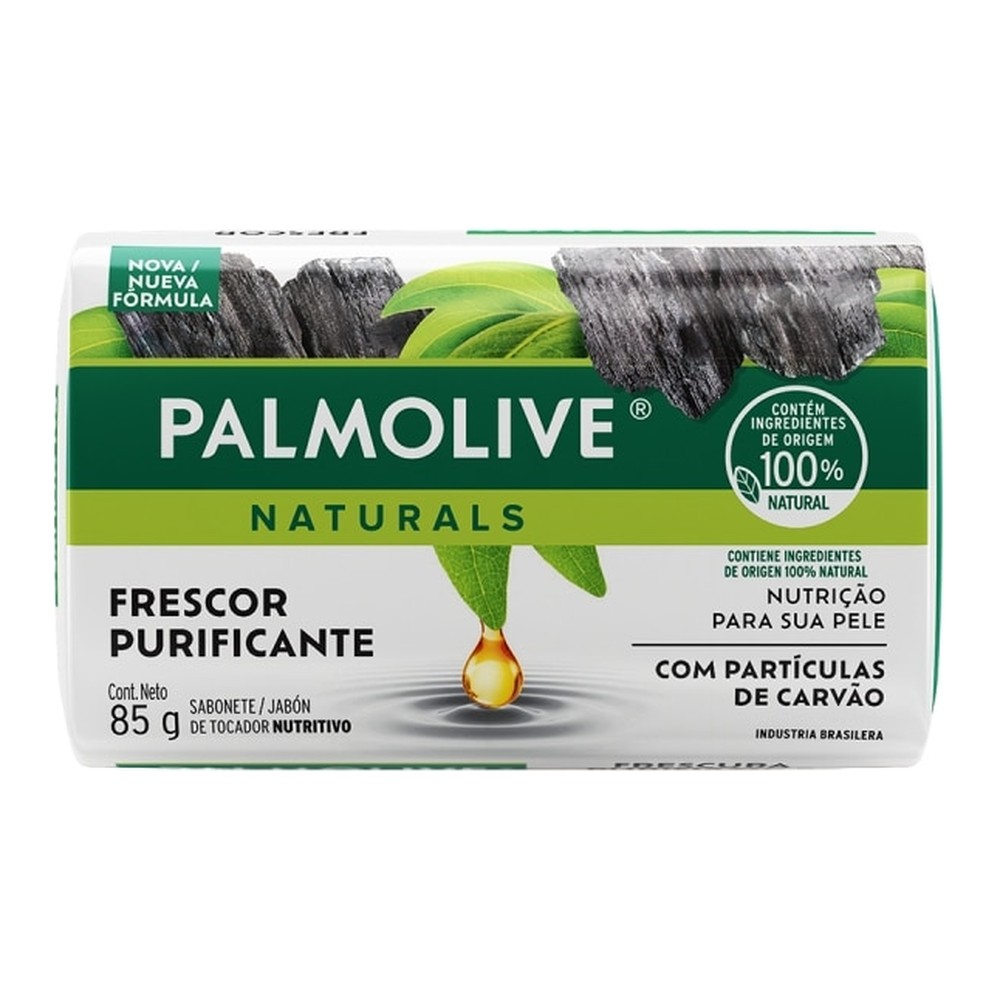 FRESCOR
NOVA /
NUEVA
FÓRMULA
PALMOLIVE®
NATURALS
CONTÉM
INGREDIENTES
DE ORIGEM
100%
NATURAL
CONTIENE INGREDIENTES
DE ORIGEN 100% NATURAL
FRESCOR
PURIFICANTE
NUTRIÇÃO
PARA SUA PELE
COM PARTÍCULAS
DE CARVÃO
Cont. Neto
85 g
SABONETE / JABÓN
DE TOCADOR NUTRITIVO
INDUSTRIA BRASILERA